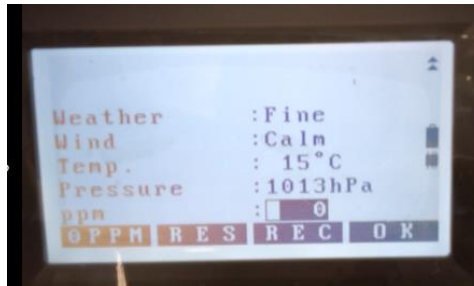 Weather :Fine
Wind :Calm
Temp. : 15°C
Pressure :1013hPa
ppm : 0
0PPM RES REC OK